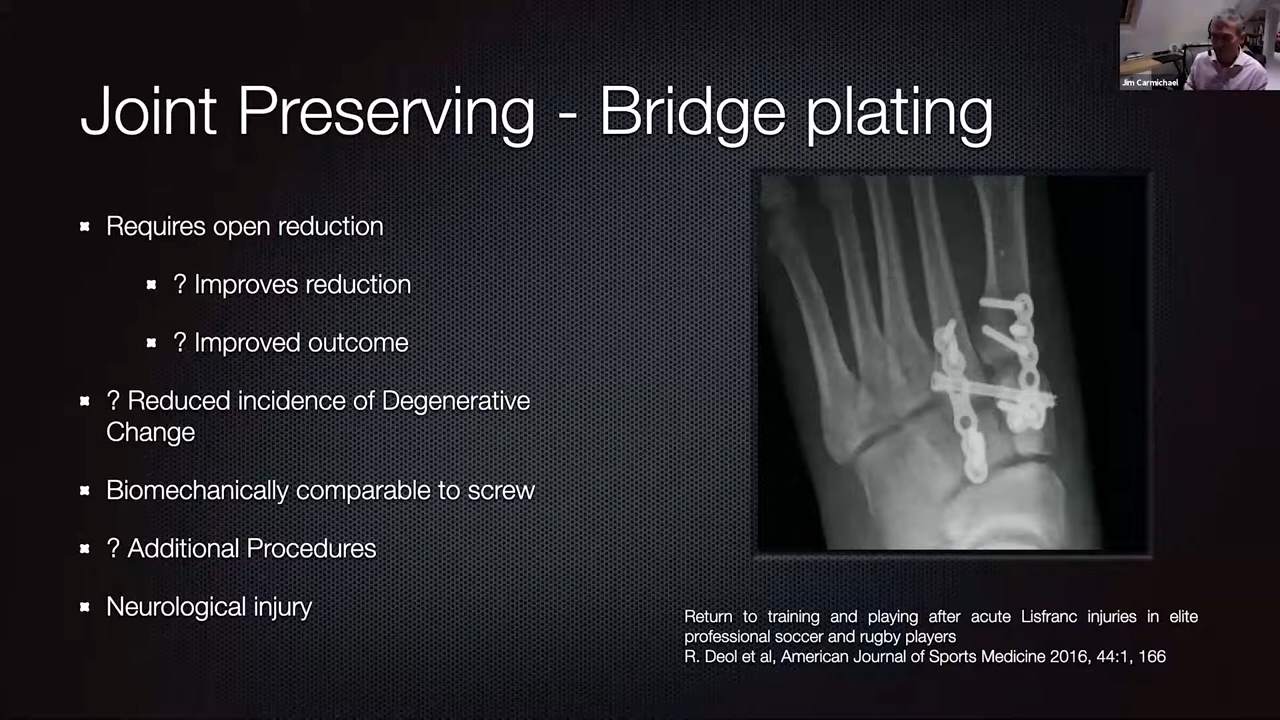 Jim Carmichael
Joint Preserving - Bridge plating
Requires open reduction
? Improves reduction
? Improved outcome
? Reduced incidence of Degenerative
Change
Biomechanically comparable to screw
? Additional Procedures
Neurological injury
Return to training and playing after acute Lisfranc injuries in elite
professional soccer and rugby players
R. Deol et al, American Journal of Sports Medicine 2016, 44:1, 166